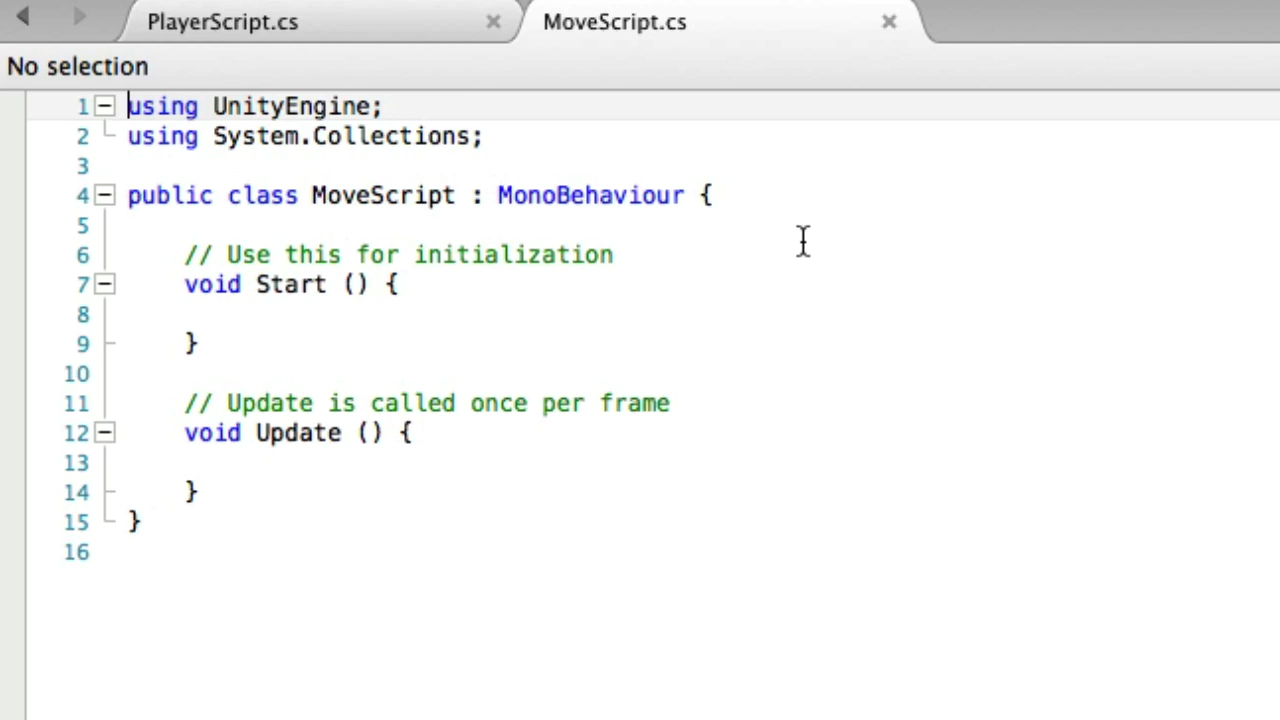 PlayerScript.cs
MoveScript.cs
No selection
1 using UnityEngine;
2 using System.Collections;
3
4 public class MoveScript : MonoBehaviour {
5
6 // Use this for initialization
7 void Start () {
8
9 }
10
11 // Update is called once per frame
12 void Update () {
13
14 }
15 }
16